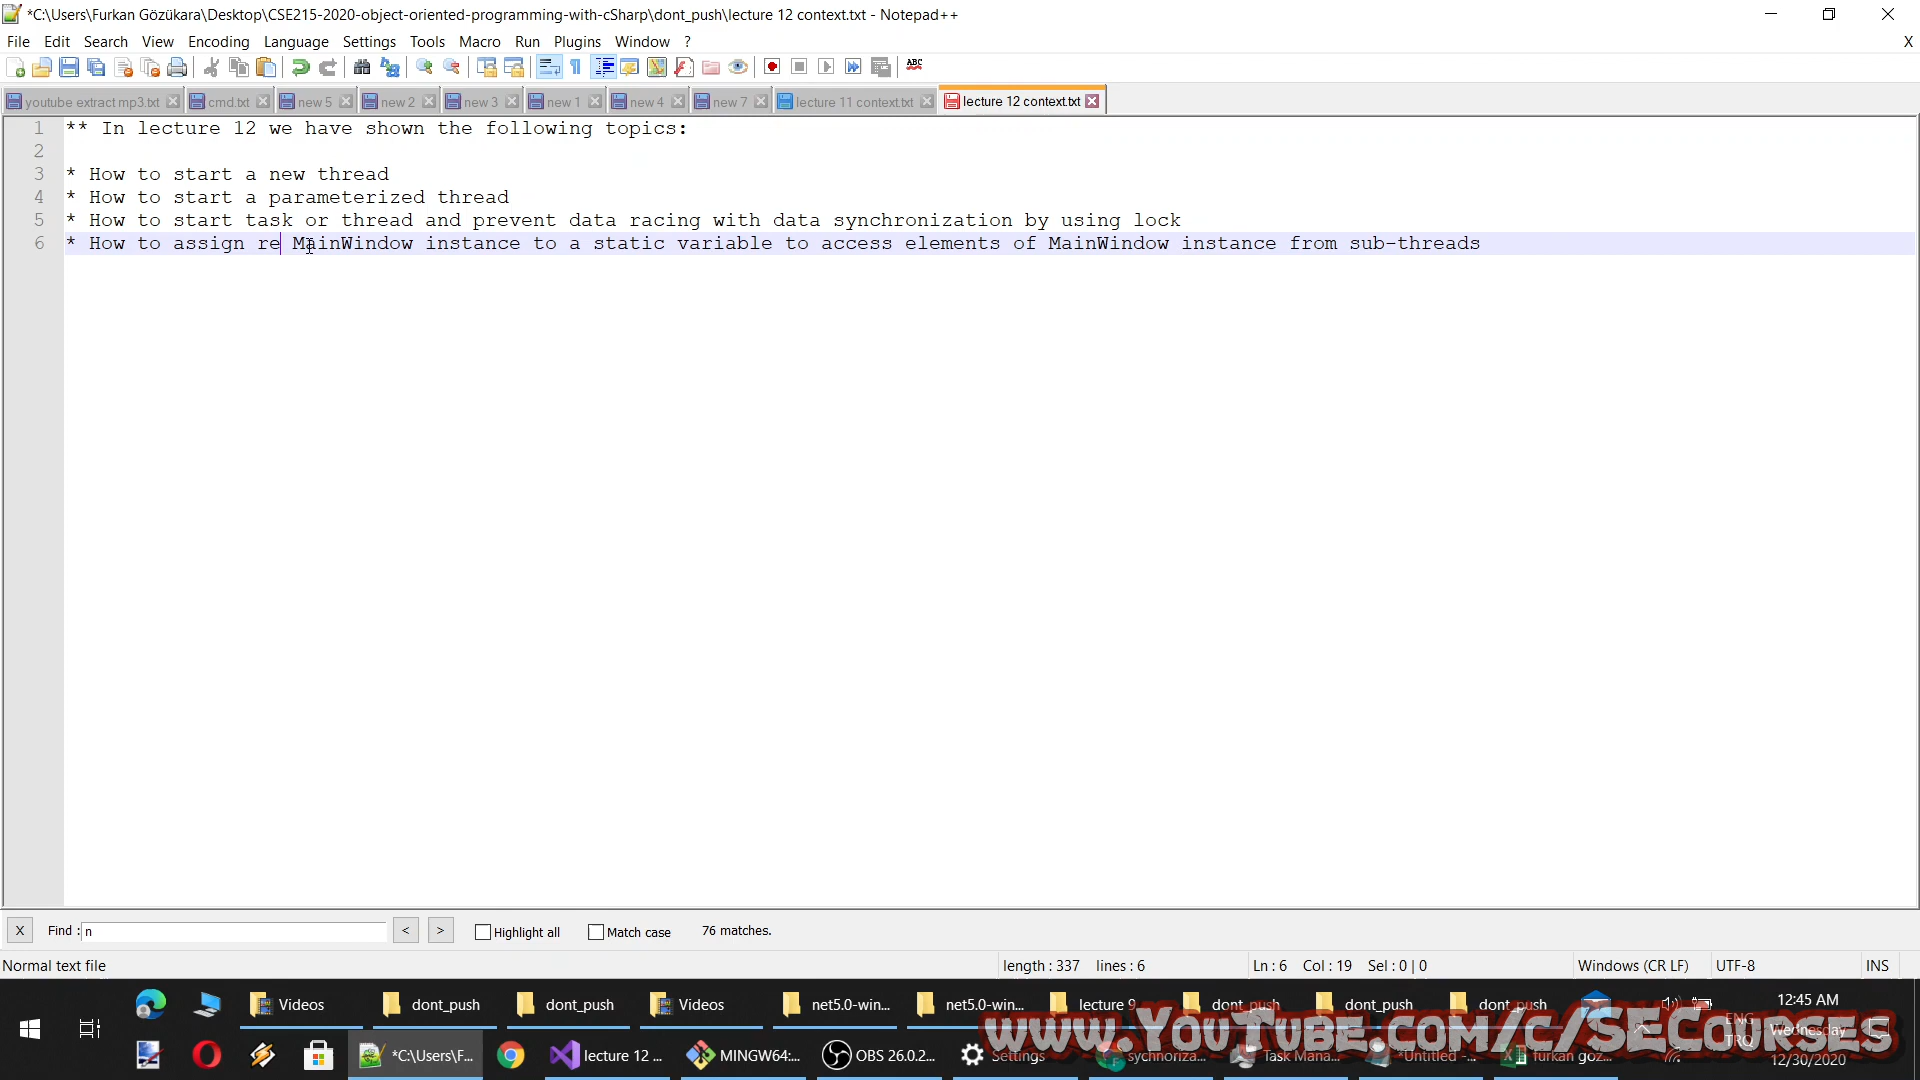 *C:\Users\Furkan Gözükara\Desktop\CSE215-2020-object-oriented-programming-with-cSharp\dont_push\lecture 12 context.txt - Notepad++
File Edit Search View Encoding Language Settings Tools Macro Run Plugins Window ? X
ABC
youtube extract mp3.txt cmd.txt new 5 new 2 new 3 new 1 new 4 new 7 lecture 11 context.txt lecture 12 context.txt
1 ** In lecture 12 we have shown the following topics:
2
3 * How to start a new thread
4 * How to start a parameterized thread
5 * How to start task or thread and prevent data racing with data synchronization by using lock
6 * How to assign re MainWindow instance to a static variable to access elements of MainWindow instance from sub-threads
X Find : n < > Highlight all Match case 76 matches.
Normal text file length : 337 lines : 6 Ln : 6 Col : 19 Sel : 0 | 0 Windows (CR LF) UTF-8 INS
Videos dont_push dont_push Videos net5.0-win... net5.0-win... lecture 9 dont_push dont_push dont_push ENG 12:45 AM
*C:\Users\F... lecture 12 ... MINGW64:... OBS 26.0.2... Settings sychnoriza... Task Mana... *Untitled -... furkan göz... TRQ Wednesday
12/30/2020
www.YouTube.com/c/SECourses